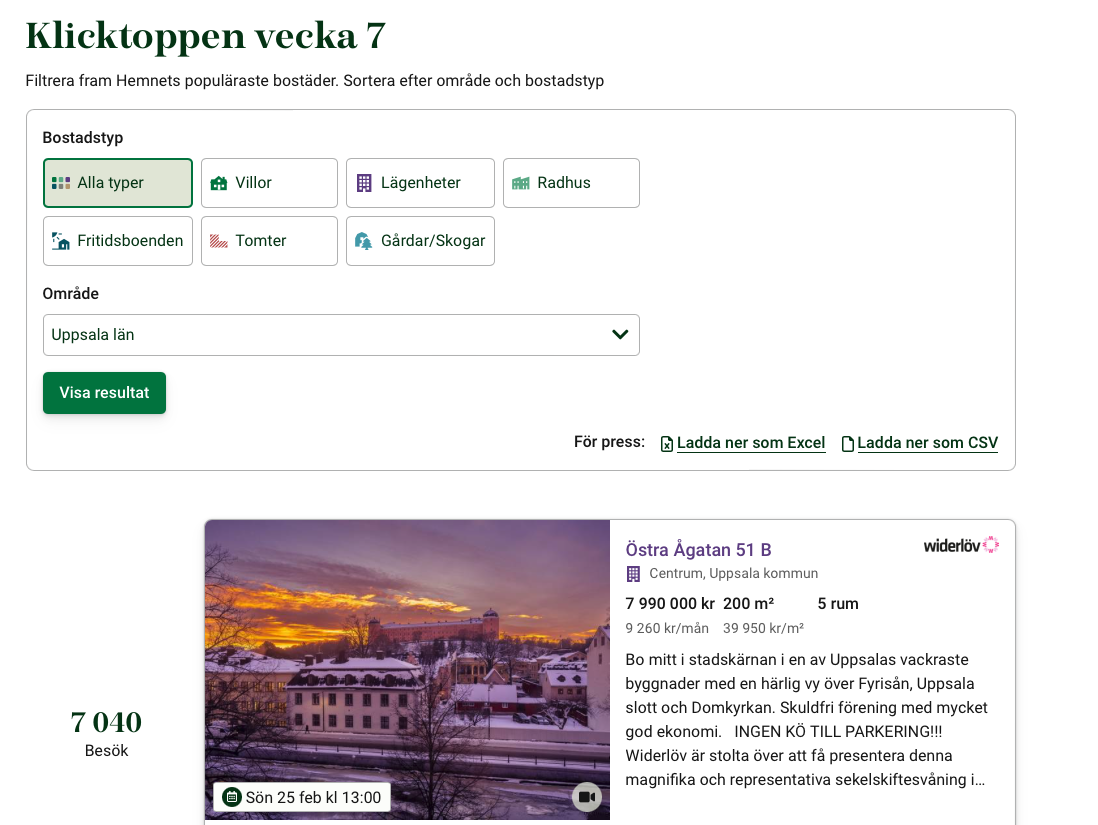 Klicktoppen vecka 7
Filtrera fram Hemnets populäraste bostäder. Sortera efter område och bostadstyp
Bostadstyp
Alla typer
Villor
Lägenheter
Radhus
Fritidsboenden
Tomter
Gårdar/Skogar
Område
Uppsala län
Visa resultat
För press: Ladda ner som Excel Ladda ner som CSV
7 040
Besök
Sön 25 feb kl 13:00
Östra Ågatan 51 B
widerlöv
Centrum, Uppsala kommun
7 990 000 kr 200 m² 5 rum
9 260 kr/mån 39 950 kr/m²
Bo mitt i stadskärnan i en av Uppsalas vackraste
byggnader med en härlig vy över Fyrisån, Uppsala
slott och Domkyrkan. Skuldfri förening med mycket
god ekonomi. INGEN KÖ TILL PARKERING!!!
Widerlöv är stolta över att få presentera denna
magnifika och representativa sekelskiftesvåning i…